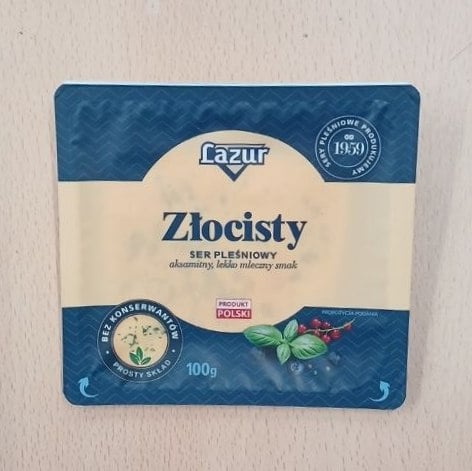 Lazur
SERY PLEŚNIOWE PRODUKUJEMY
OD
1959
Złocisty
SER PLEŚNIOWY
aksamitny, lekko mleczny smak
PRODUKT
POLSKI
PROPOZYCJA PODANIA
BEZ KONSERWANTÓW
PROSTY SKŁAD
100g